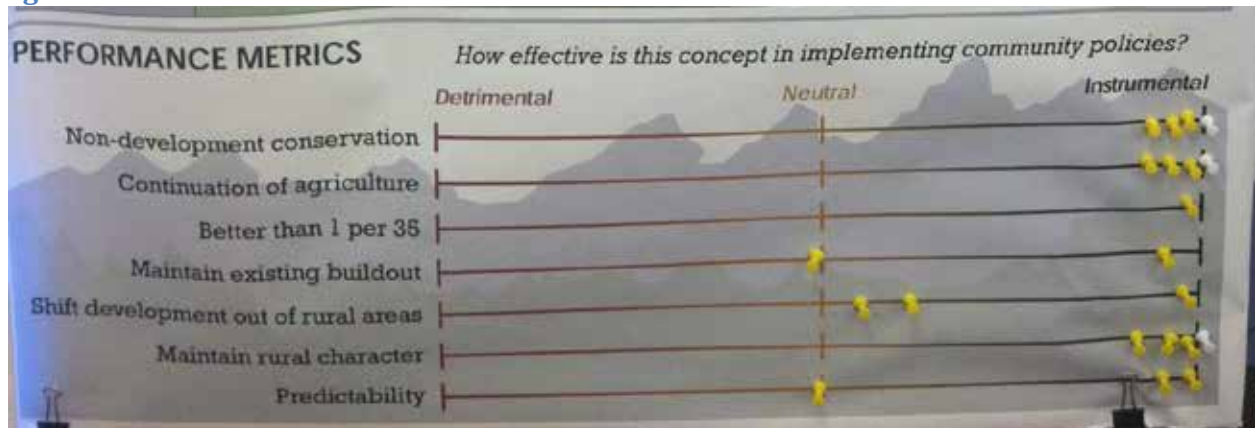 PERFORMANCE METRICS
How effective is this concept in implementing community policies?
Detrimental
Neutral
Instrumental
Non-development conservation
Continuation of agriculture
Better than 1 per 35
Maintain existing buildout
Shift development out of rural areas
Maintain rural character
Predictability